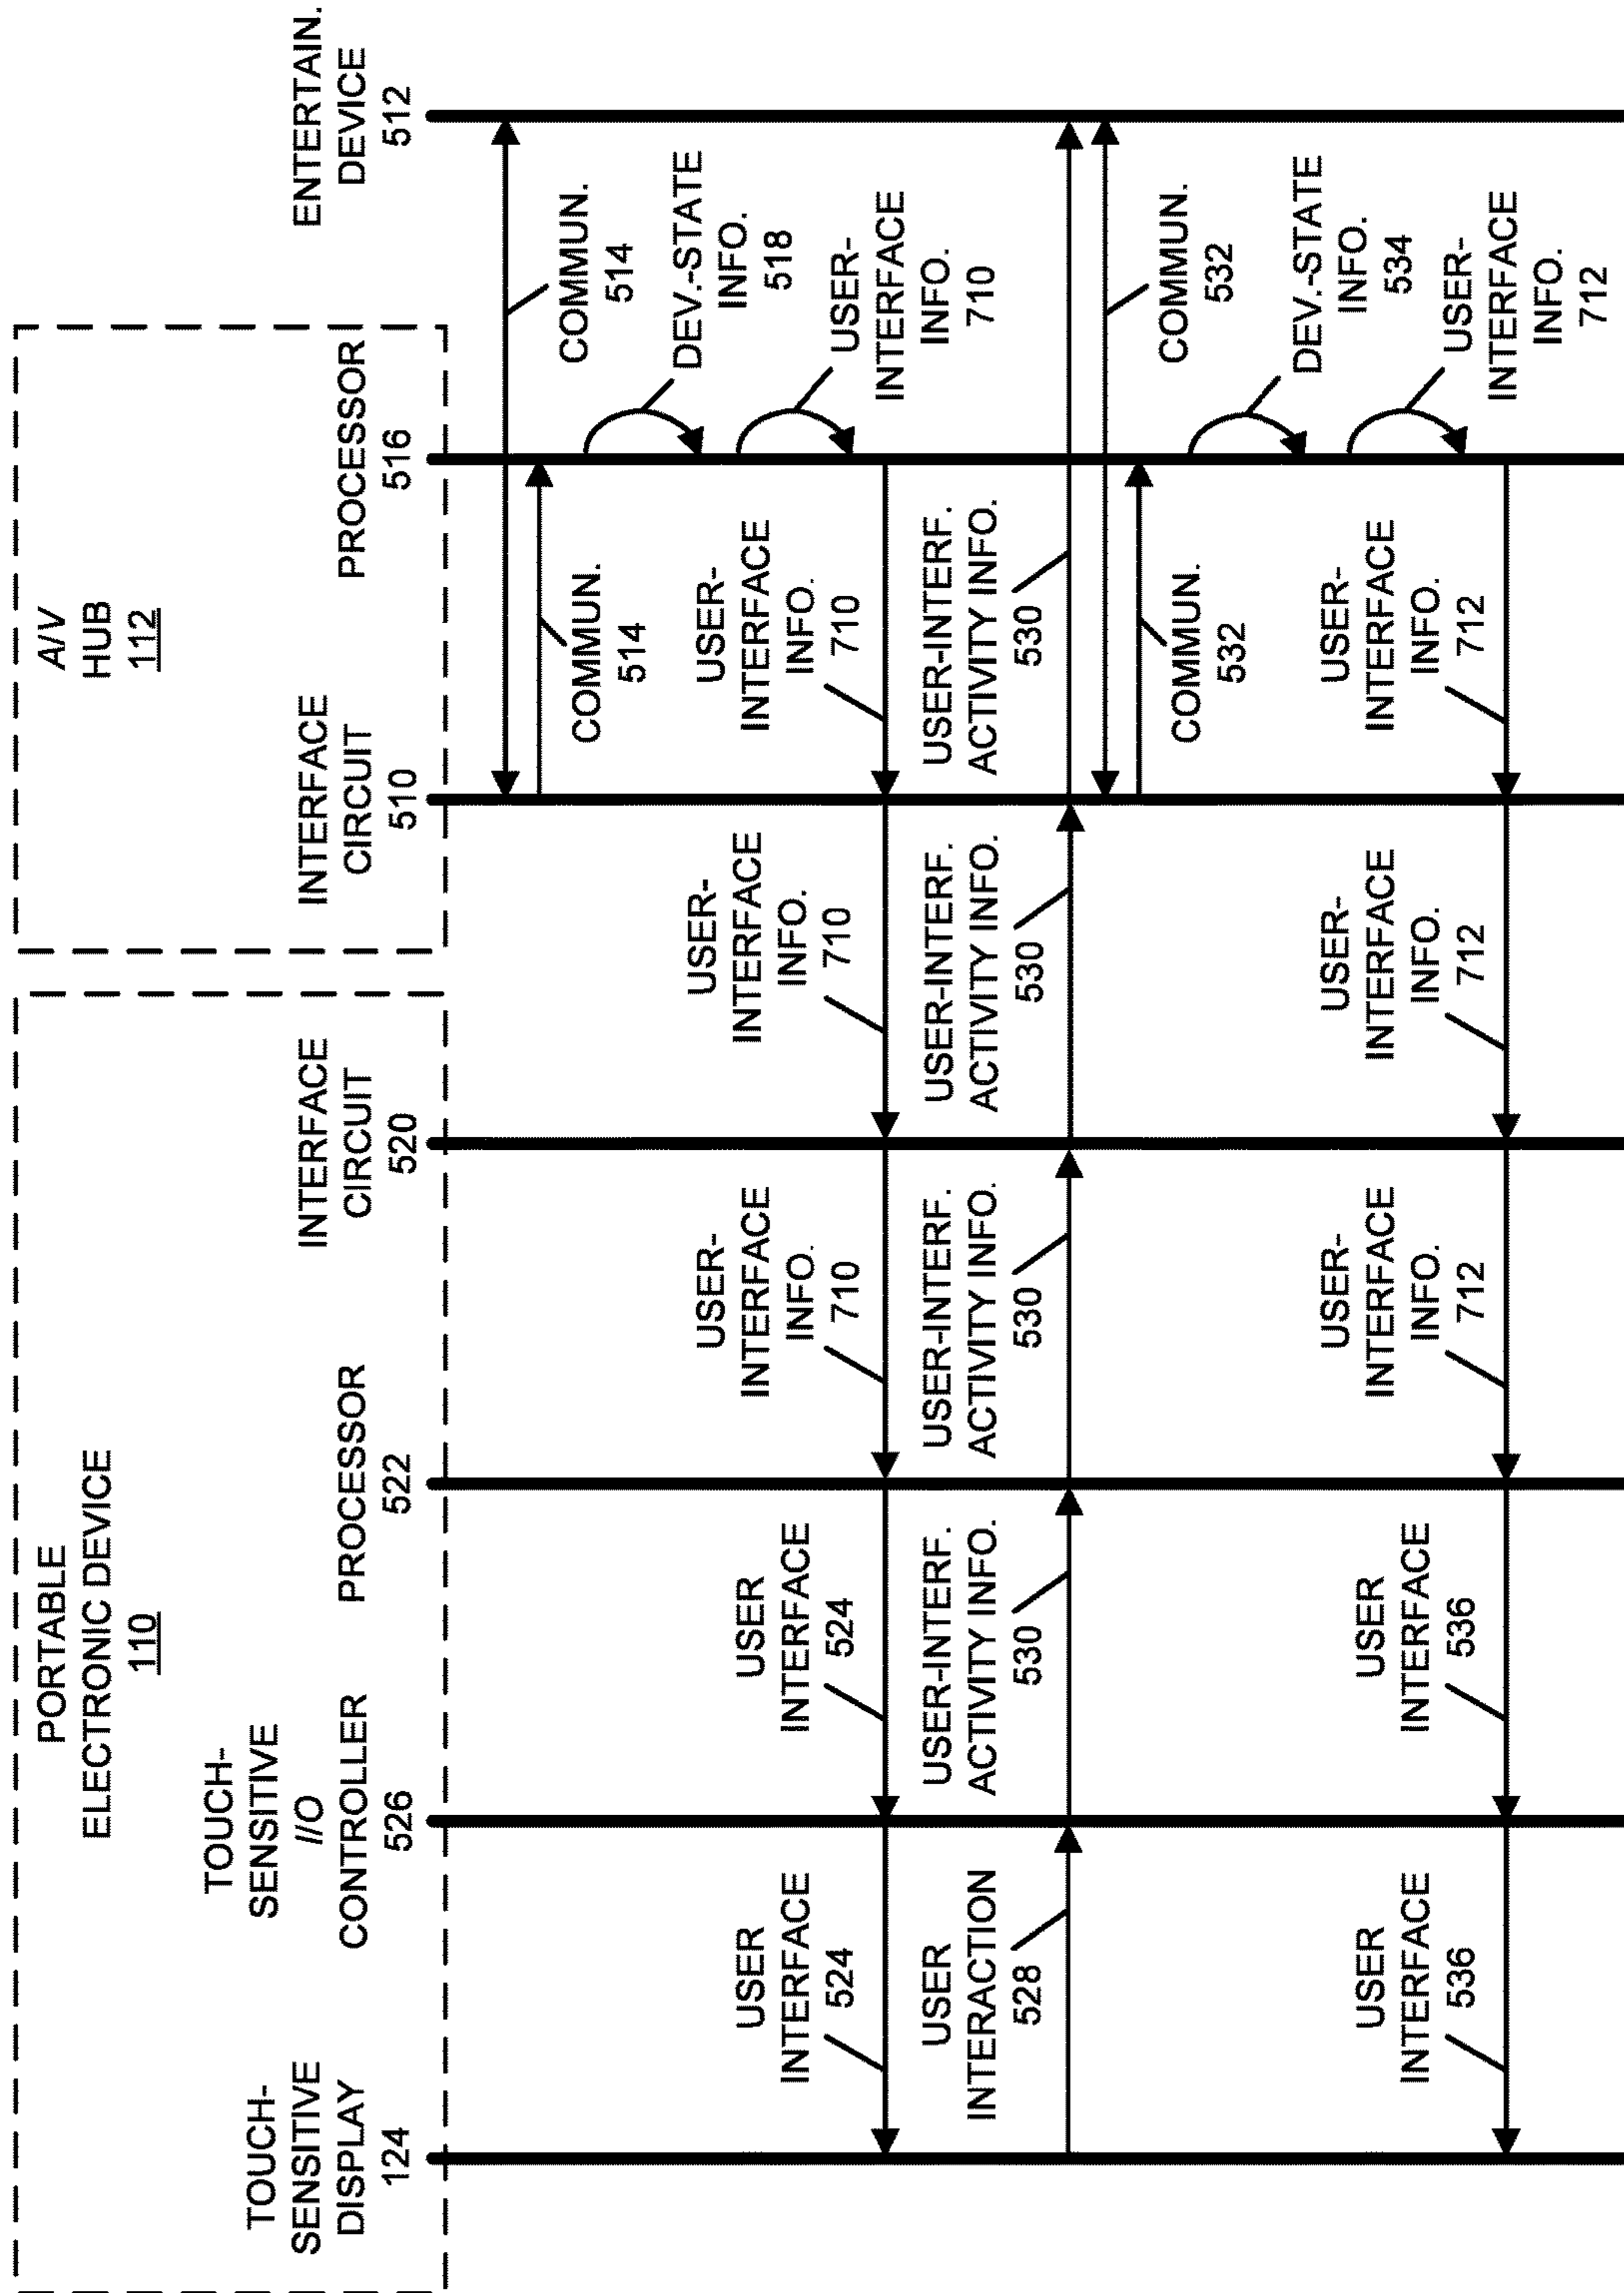 PORTABLE
ELECTRONIC DEVICE
110
A/V
HUB
112
TOUCH-
SENSITIVE
DISPLAY
124
TOUCH-
SENSITIVE
I/O
CONTROLLER
526
PROCESSOR
522
INTERFACE
CIRCUIT
520
INTERFACE
CIRCUIT
510
PROCESSOR
516
ENTERTAIN.
DEVICE
512
COMMUN.
514
COMMUN.
514
DEV.-STATE
INFO.
518
USER-
INTERFACE
INFO.
710
USER
INTERFACE
524
USER
INTERFACE
524
USER-
INTERFACE
INFO.
710
USER-
INTERFACE
INFO.
710
USER-
INTERFACE
INFO.
710
USER
INTERACTION
528
USER-INTERF.
ACTIVITY INFO.
530
USER-INTERF.
ACTIVITY INFO.
530
USER-INTERF.
ACTIVITY INFO.
530
USER-INTERF.
ACTIVITY INFO.
530
COMMUN.
532
COMMUN.
532
DEV.-STATE
INFO.
534
USER-
INTERFACE
INFO.
712
USER
INTERFACE
536
USER
INTERFACE
536
USER-
INTERFACE
INFO.
712
USER-
INTERFACE
INFO.
712
USER-
INTERFACE
INFO.
712